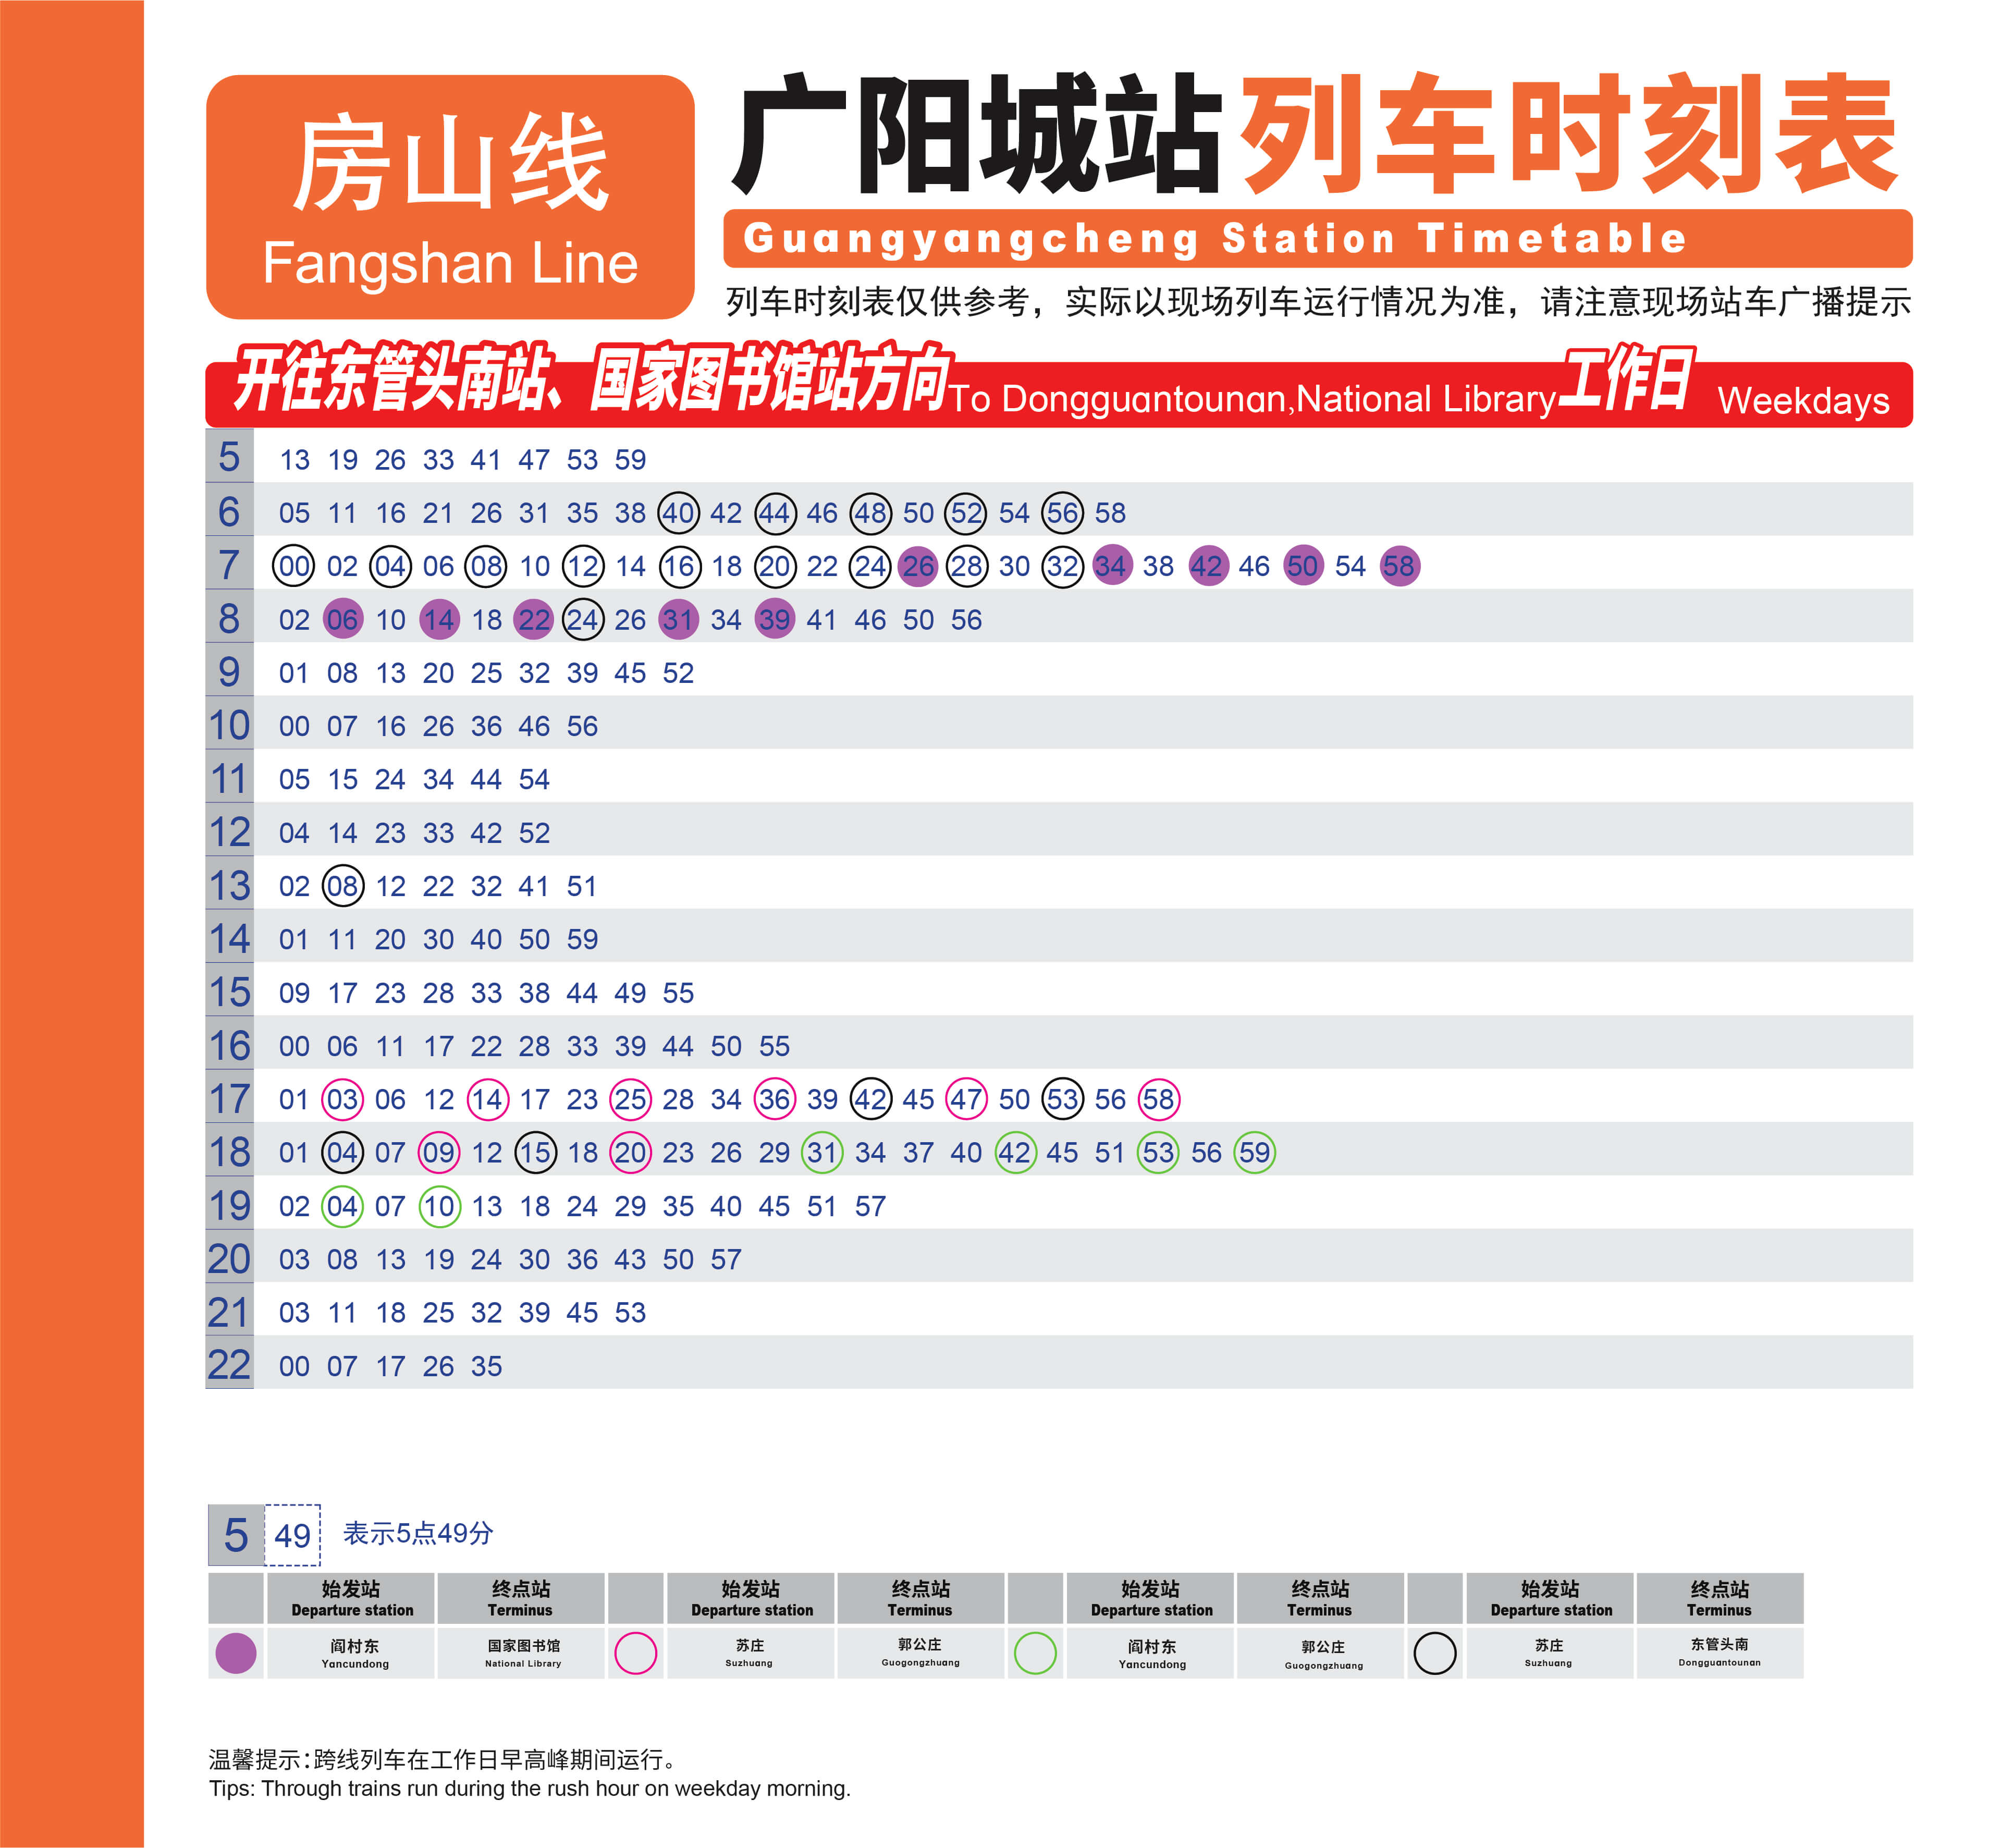 房山线
Fangshan Line
广阳城站列车时刻表
Guangyangcheng Station Timetable
列车时刻表仅供参考，实际以现场列车运行情况为准，请注意现场站车广播提示
开往东管头南站、国家图书馆站方向To Dongguantounan,National Library工作日 Weekdays
5 13 19 26 33 41 47 53 59
6 05 11 16 21 26 31 35 38 40 42 44 46 48 50 52 54 56 58
7 00 02 04 06 08 10 12 14 16 18 20 22 24 26 28 30 32 34 38 42 46 50 54 58
8 02 06 10 14 18 22 24 26 31 34 39 41 46 50 56
9 01 08 13 20 25 32 39 45 52
10 00 07 16 26 36 46 56
11 05 15 24 34 44 54
12 04 14 23 33 42 52
13 02 08 12 22 32 41 51
14 01 11 20 30 40 50 59
15 09 17 23 28 33 38 44 49 55
16 00 06 11 17 22 28 33 39 44 50 55
17 01 03 06 12 14 17 23 25 28 34 36 39 42 45 47 50 53 56 58
18 01 04 07 09 12 15 18 20 23 26 29 31 34 37 40 42 45 51 53 56 59
19 02 04 07 10 13 18 24 29 35 40 45 51 57
20 03 08 13 19 24 30 36 43 50 57
21 03 11 18 25 32 39 45 53
22 00 07 17 26 35
5 49 表示5点49分
始发站 终点站 始发站 终点站 始发站 终点站 始发站 终点站
Departure station Terminus Departure station Terminus Departure station Terminus Departure station Terminus
阎村东 国家图书馆 苏庄 郭公庄 阎村东 郭公庄 苏庄 东管头南
Yancundong National Library Suzhuang Guogongzhuang Yancundong Guogongzhuang Suzhuang Dongguantounan
温馨提示：跨线列车在工作日早高峰期间运行。
Tips: Through trains run during the rush hour on weekday morning.